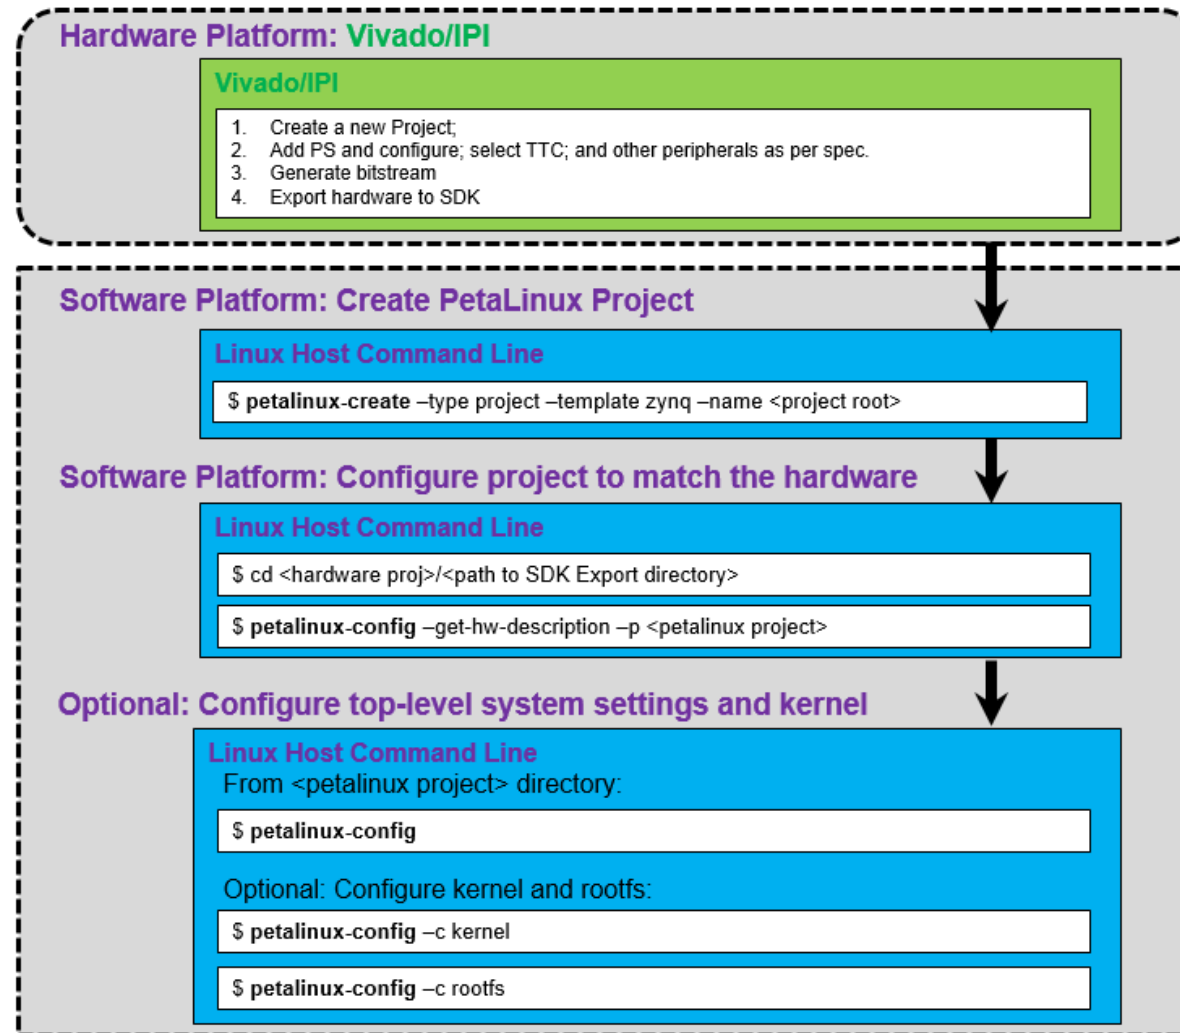 Hardware Platform: Vivado/IPI
Vivado/IPI
1. Create a new Project;
2. Add PS and configure; select TTC; and other peripherals as per spec.
3. Generate bitstream
4. Export hardware to SDK
Software Platform: Create PetaLinux Project
Linux Host Command Line
$ petalinux-create –type project –template zynq –name <project root>
Software Platform: Configure project to match the hardware
Linux Host Command Line
$ cd <hardware proj>/<path to SDK Export directory>
$ petalinux-config –get-hw-description –p <petalinux project>
Optional: Configure top-level system settings and kernel
Linux Host Command Line
From <petalinux project> directory:
$ petalinux-config
Optional: Configure kernel and rootfs:
$ petalinux-config –c kernel
$ petalinux-config –c rootfs